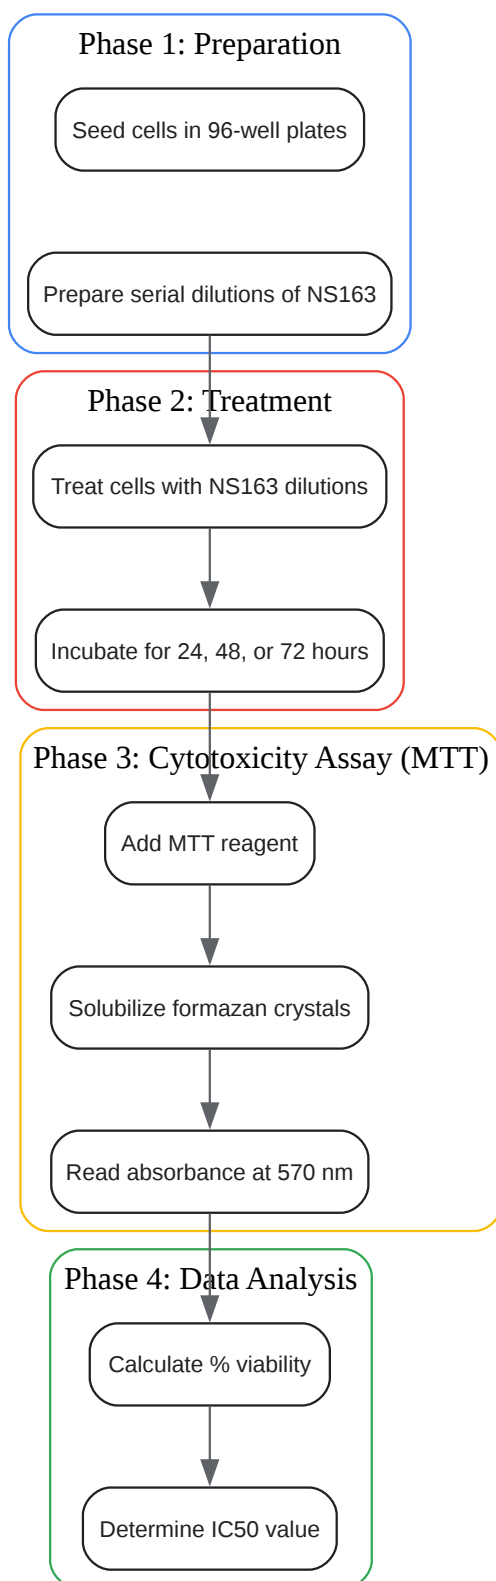 Phase 1: Preparation
Seed cells in 96-well plates
Prepare serial dilutions of NS163
Phase 2: Treatment
Treat cells with NS163 dilutions
Incubate for 24, 48, or 72 hours
Phase 3: Cytotoxicity Assay (MTT)
Add MTT reagent
Solubilize formazan crystals
Read absorbance at 570 nm
Phase 4: Data Analysis
Calculate % viability
Determine IC50 value